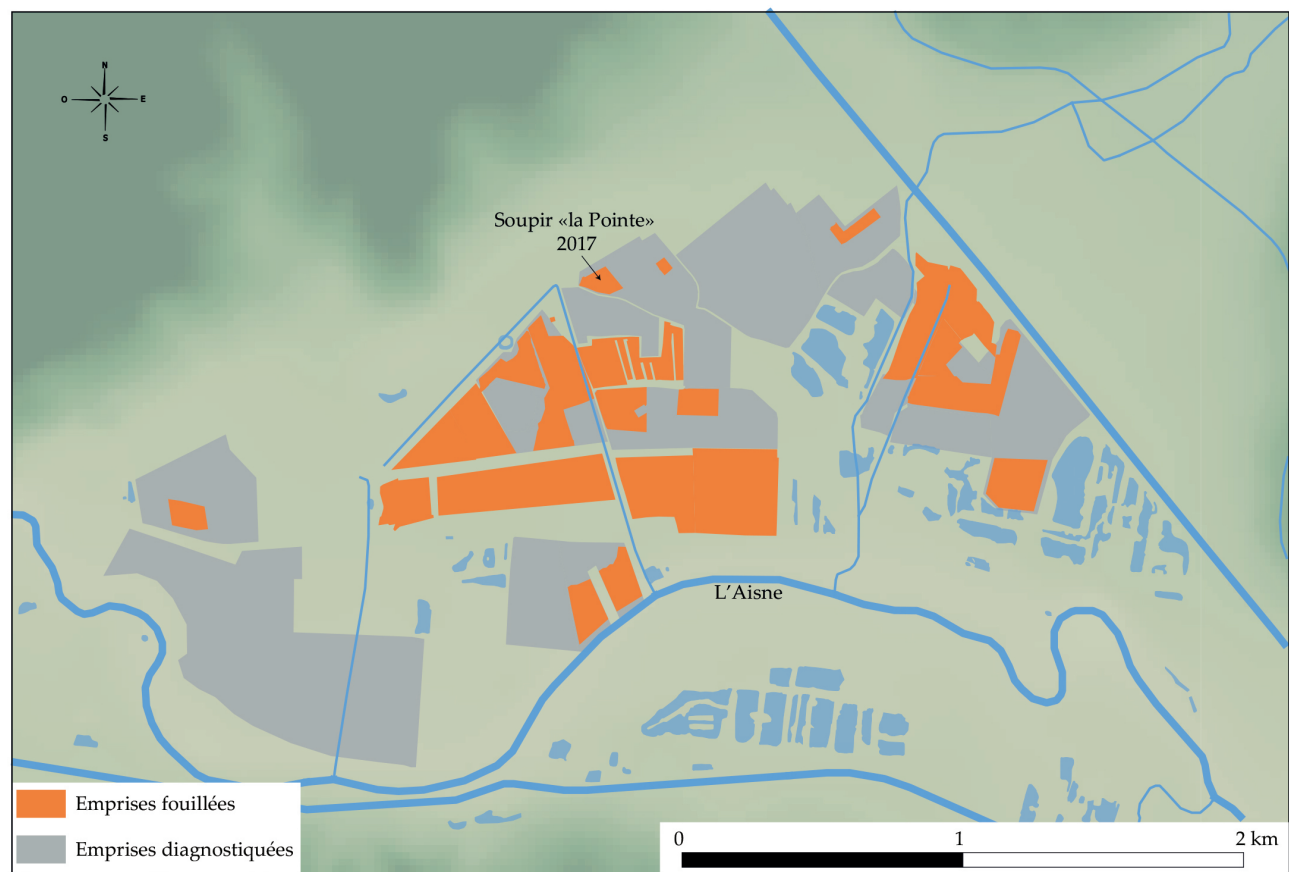 N
O E
S
Soupir «la Pointe»
2017
L’Aisne
Emprises fouillées
Emprises diagnostiquées
0 1 2 km